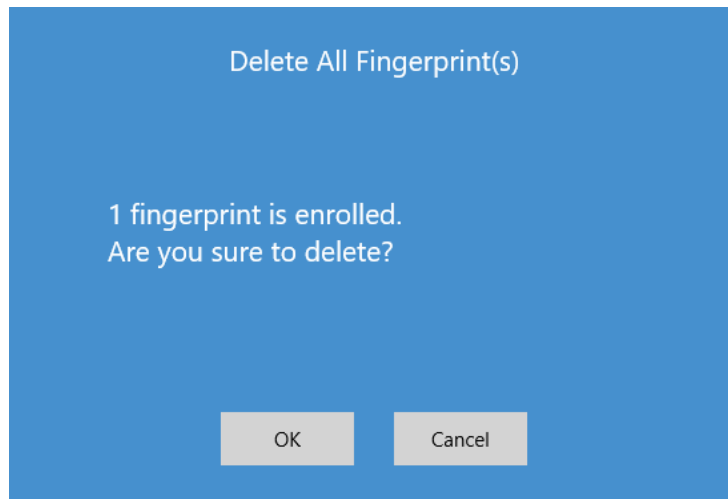 Delete All Fingerprint(s)
1 fingerprint is enrolled.
Are you sure to delete?
OK
Cancel